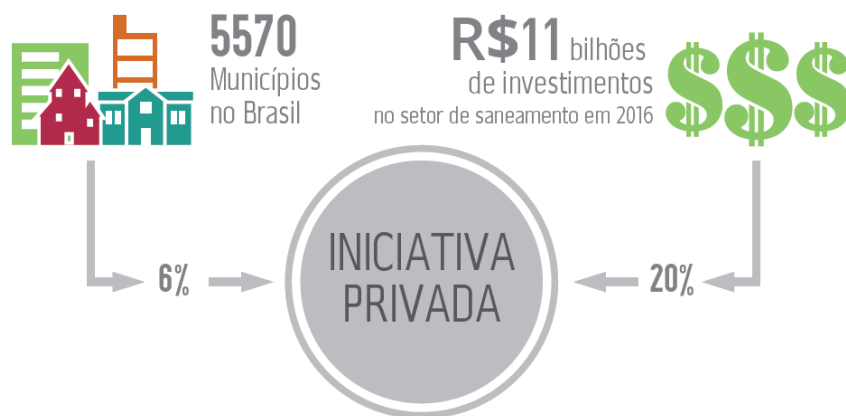 5570
Municípios
no Brasil
R$11 bilhões
de investimentos
no setor de saneamento em 2016
$$$
6%
INICIATIVA
PRIVADA
20%